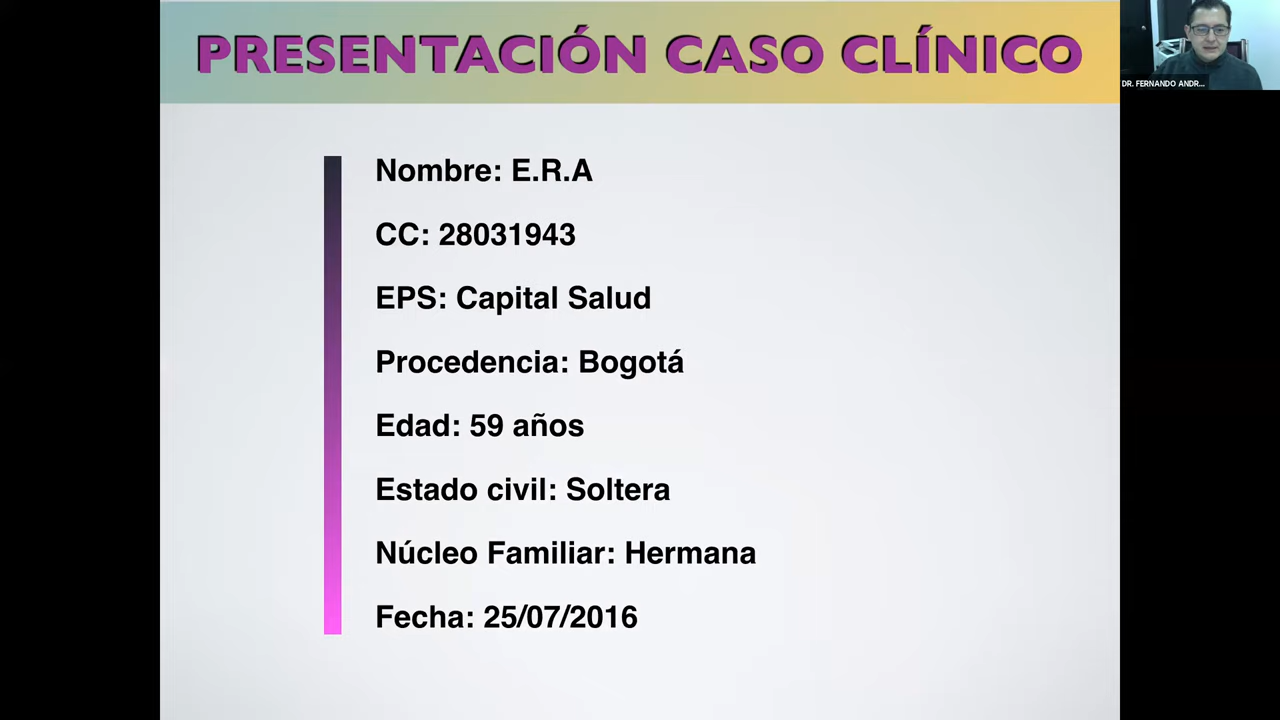 PRESENTACIÓN CASO CLÍNICO
DR. FERNANDO ANDR...
Nombre: E.R.A
CC: 28031943
EPS: Capital Salud
Procedencia: Bogotá
Edad: 59 años
Estado civil: Soltera
Núcleo Familiar: Hermana
Fecha: 25/07/2016